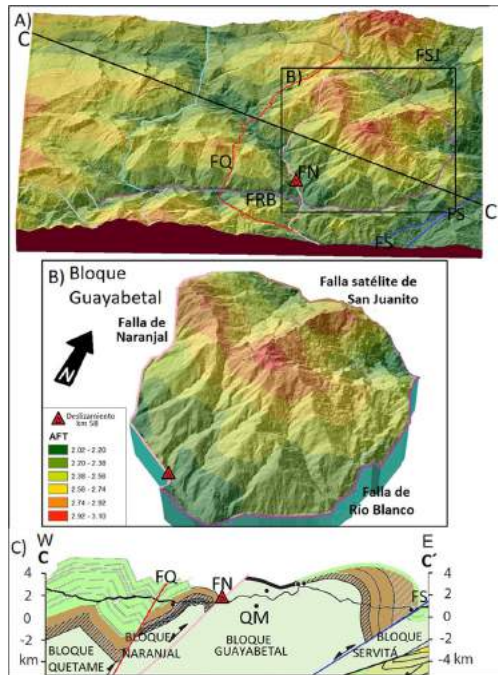 A)
C
FSJ
B)
FQ
FN
FRB
FS
FS
C
B) Bloque
Guayabetal
Falla satélite de
San Juanito
Falla de
Naranjal
N
Deslizamiento
km 58
AFT
2.02 - 2.20
2.20 - 2.38
2.38 - 2.56
2.56 - 2.74
2.74 - 2.92
2.92 - 3.10
Falla de
Río Blanco
C) W
E
C
C´
FQ
FN
FS
4
2
0
-2
km
4
2
0
-2
-4 km
QM
BLOQUE
QUETAME
BLOQUE
NARANJAL
BLOQUE
GUAYABETAL
BLOQUE
SERVITÁ